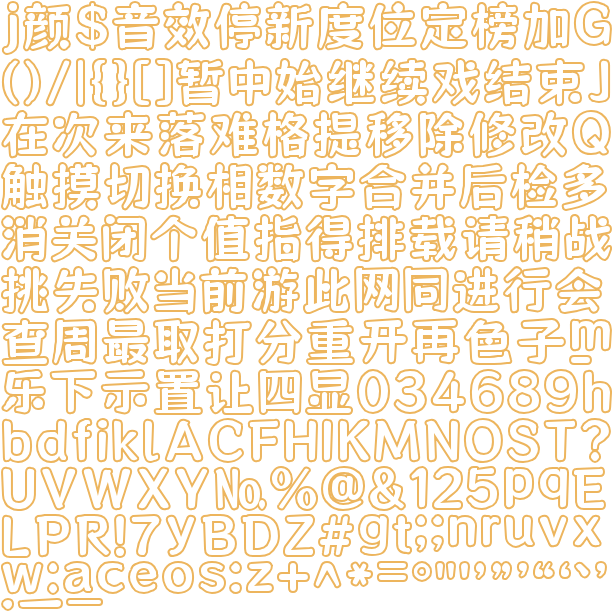 j颜$音效停新度位定榜加G
()/|{}[]暂中始继续戏结束J
在次来落难格提移除修改Q
触摸切换相数字合并后检多
消关闭个值指得排载请稍战
挑失败当前游此网同进行会
查周最取打分重开再色子m
乐下示置让四显034689h
bdfiklACFHIKMNOST?
UVWXY№%@&125pqE
LPR!7yBDZ#gt;;nruvx
w:aceos:z+^*=°"'’”’“‘`’